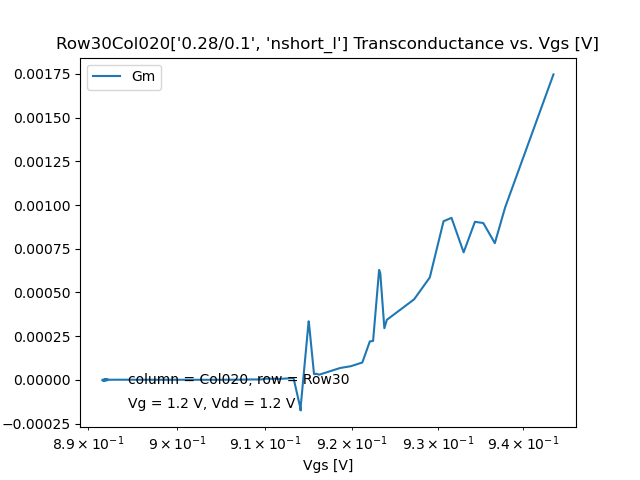 Row30Col020['0.28/0.1', 'nshort_l'] Transconductance vs. Vgs [V]
Gm
0.00175
0.00150
0.00125
0.00100
0.00075
0.00050
0.00025
0.00000
−0.00025
column = Col020, row = Row30
Vg = 1.2 V, Vdd = 1.2 V
8.9 × 10⁻¹ 9 × 10⁻¹ 9.1 × 10⁻¹ 9.2 × 10⁻¹ 9.3 × 10⁻¹ 9.4 × 10⁻¹
Vgs [V]